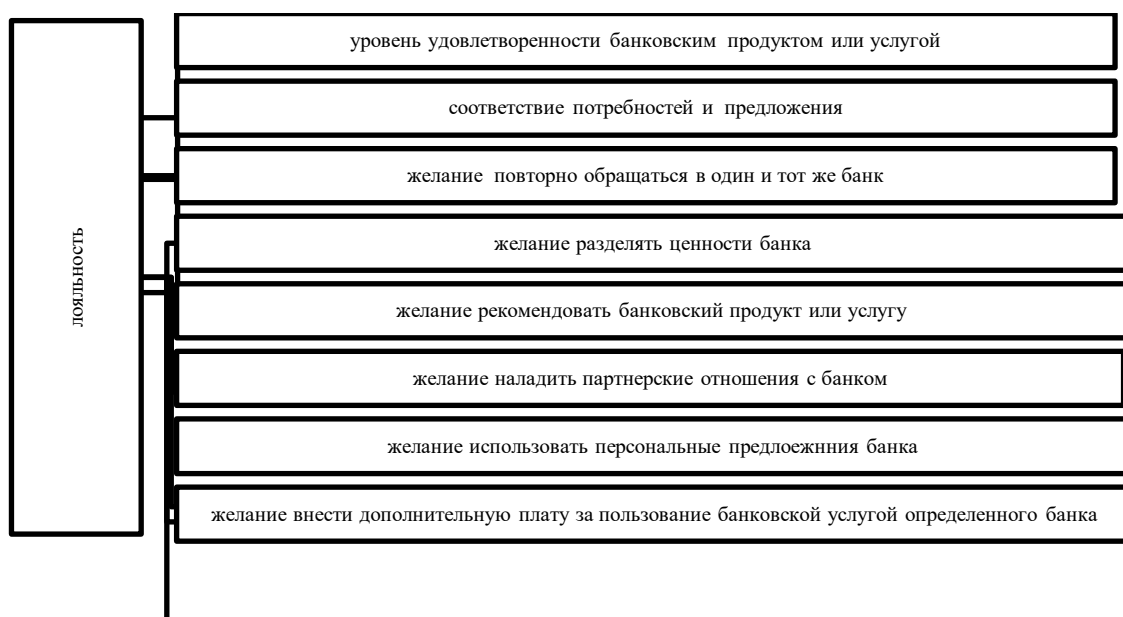 уровень удовлетворенности банковским продуктом или услугой
соответствие потребностей и предложения
желание повторно обращаться в один и тот же банк
лояльность
желание разделять ценности банка
желание рекомендовать банковский продукт или услугу
желание наладить партнерские отношения с банком
желание использовать персональные предлоежнния банка
желание внести дополнительную плату за пользование банковской услугой определенного банка